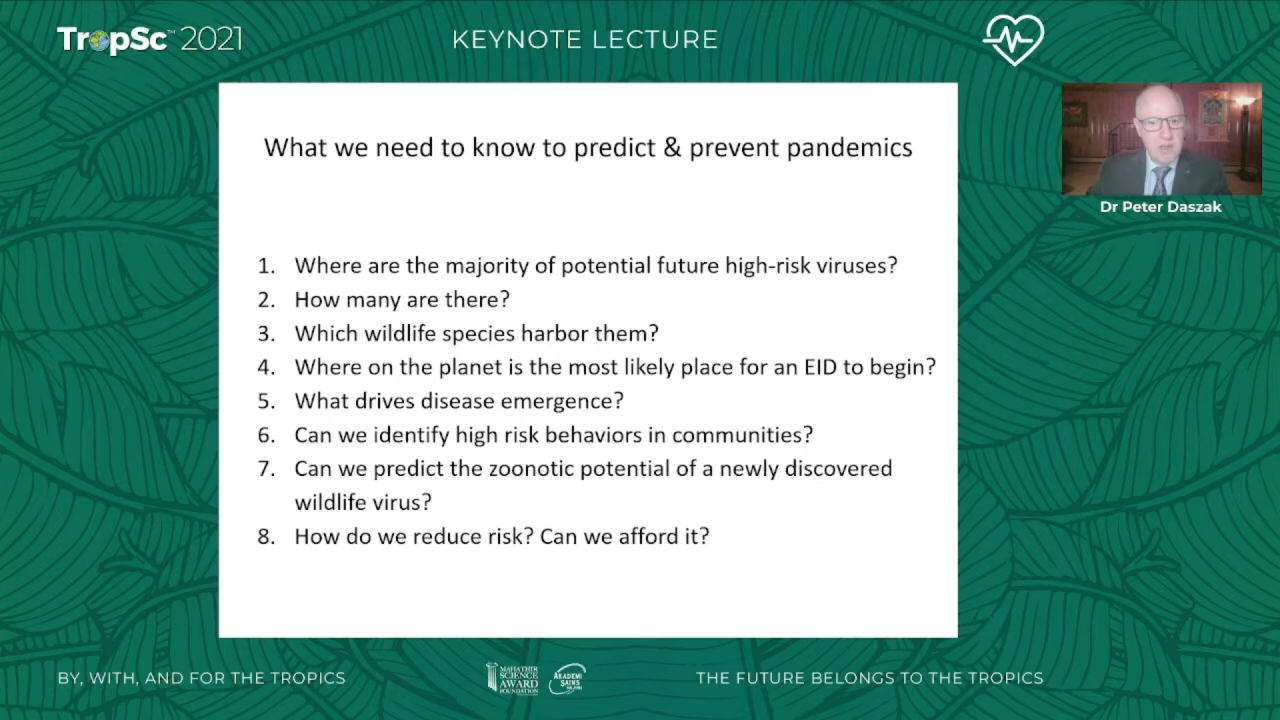 TropSc™ 2021
KEYNOTE LECTURE
What we need to know to predict & prevent pandemics
1. Where are the majority of potential future high-risk viruses?
2. How many are there?
3. Which wildlife species harbor them?
4. Where on the planet is the most likely place for an EID to begin?
5. What drives disease emergence?
6. Can we identify high risk behaviors in communities?
7. Can we predict the zoonotic potential of a newly discovered
wildlife virus?
8. How do we reduce risk? Can we afford it?
Dr Peter Daszak
BY, WITH, AND FOR THE TROPICS
MAHATHIR
SCIENCE
AWARD
FOUNDATION
AKADEMI
SAINS
THE FUTURE BELONGS TO THE TROPICS